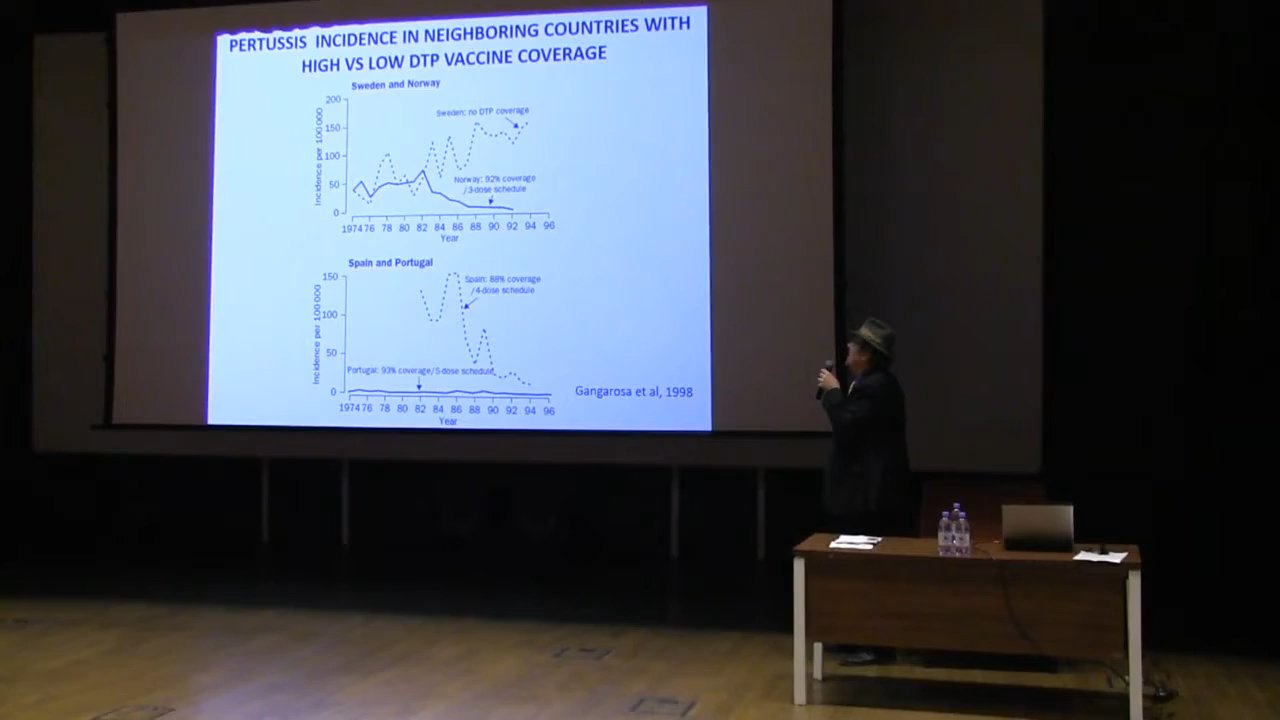 PERTUSSIS INCIDENCE IN NEIGHBORING COUNTRIES WITH
HIGH VS LOW DTP VACCINE COVERAGE
Sweden and Norway
Incidence per 100 000
200
150
100
50
0
Sweden: no DTP coverage
Norway: 92% coverage
/3-dose schedule
1974 76 78 80 82 84 86 88 90 92 94 96
Year
Spain and Portugal
Incidence per 100 000
150
100
50
0
Spain: 88% coverage
/4-dose schedule
Portugal: 93% coverage/5-dose schedule
1974 76 78 80 82 84 86 88 90 92 94 96
Year
Gangarosa et al, 1998